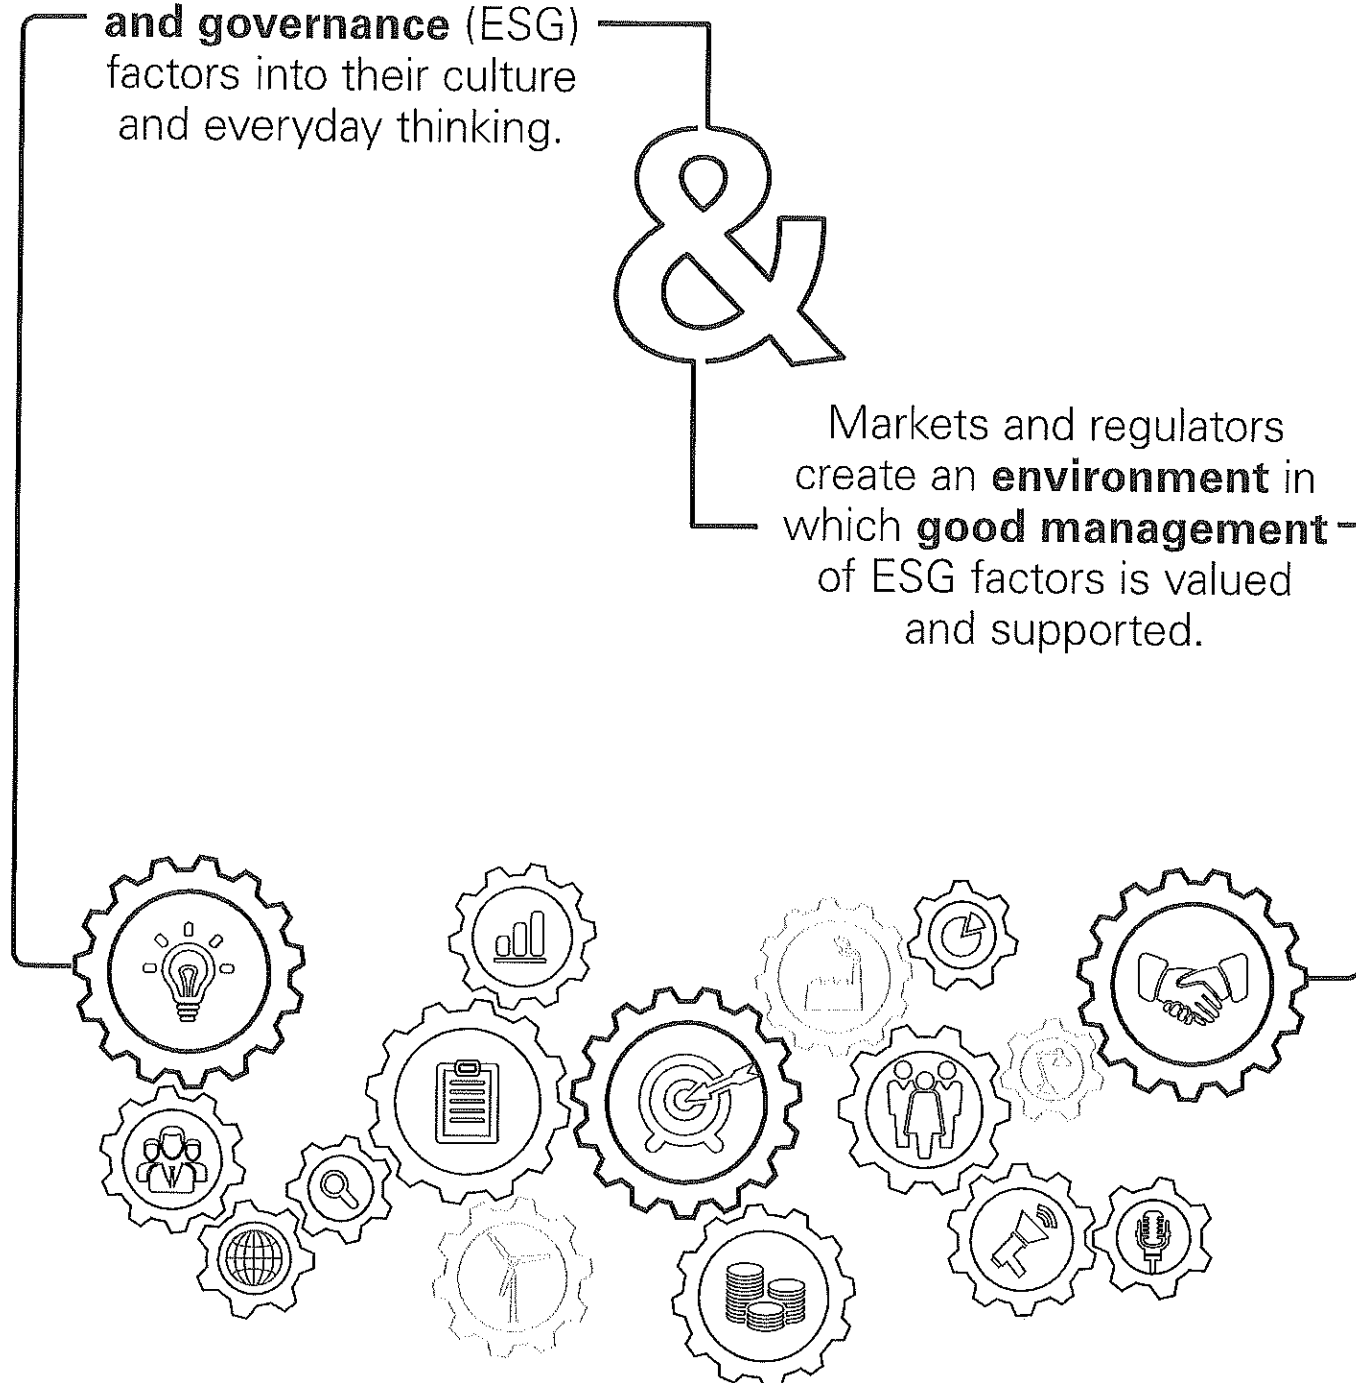 and governance (ESG)
factors into their culture
and everyday thinking.
&
Markets and regulators
create an environment in
which good management
of ESG factors is valued
and supported.